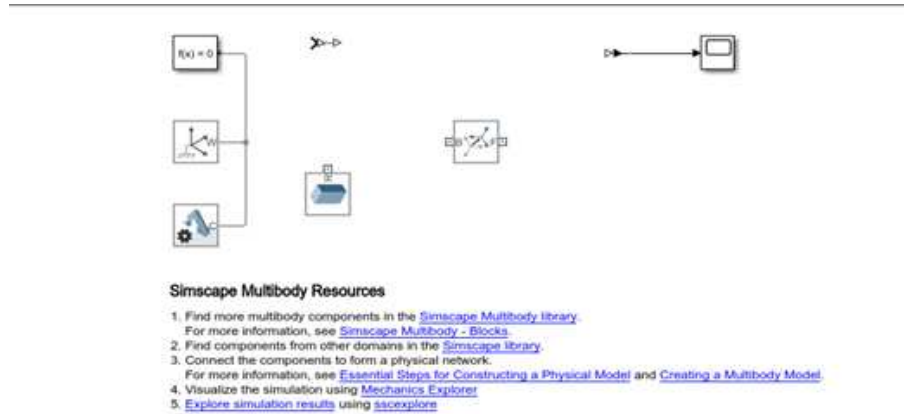 f(x) = 0
W
C
R
B
F
Simscape Multibody Resources
1. Find more multibody components in the Simscape Multibody library.
For more information, see Simscape Multibody - Blocks.
2. Find components from other domains in the Simscape library.
3. Connect the components to form a physical network.
For more information, see Essential Steps for Constructing a Physical Model and Creating a Multibody Model.
4. Visualize the simulation using Mechanics Explorer
5. Explore simulation results using sscexplore